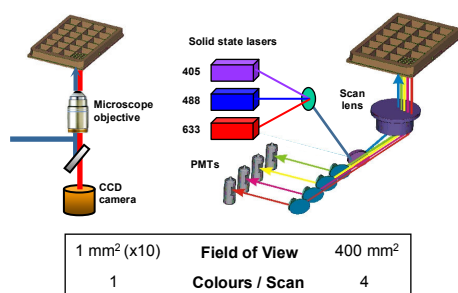 Solid state lasers
405
488
633
Microscope
objective
Scan
lens
CCD
camera
PMTs
1 mm² (x10) Field of View 400 mm²
1 Colours / Scan 4